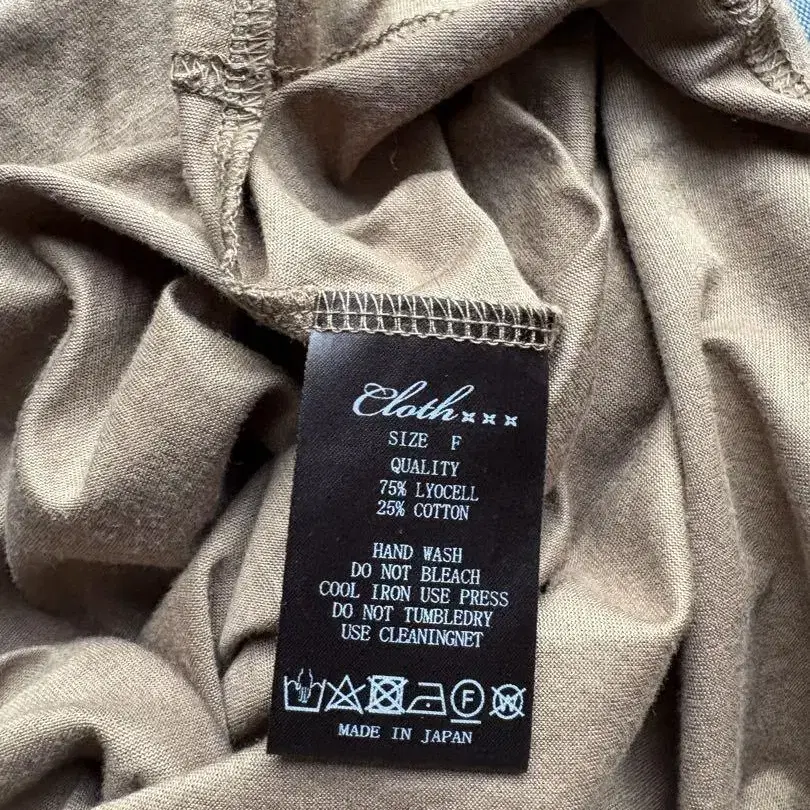 Cloth×××
SIZE F
QUALITY
75% LYOCELL
25% COTTON
HAND WASH
DO NOT BLEACH
COOL IRON USE PRESS
DO NOT TUMBLEDRY
USE CLEANINGNET
F W
MADE IN JAPAN